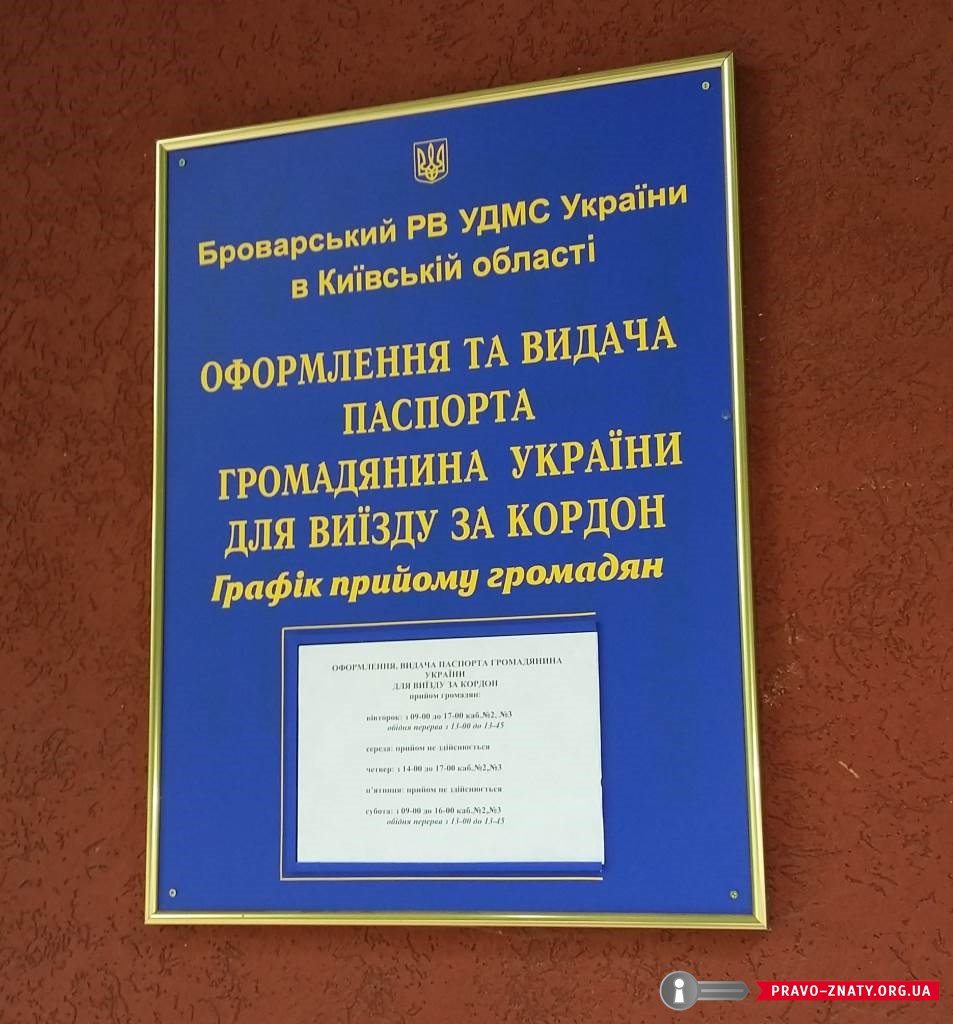 Броварський РВ УДМС України
в Київській області
ОФОРМЛЕННЯ ТА ВИДАЧА
ПАСПОРТА
ГРОМАДЯНИНА УКРАЇНИ
ДЛЯ ВИЇЗДУ ЗА КОРДОН
Графік прийому громадян
ОФОРМЛЕННЯ, ВИДАЧА ПАСПОРТА ГРОМАДЯНИНА
УКРАЇНИ
ДЛЯ ВИЇЗДУ ЗА КОРДОН
прийом громадян:
вівторок: з 09-00 до 17-00 каб.№2, №3
обідня перерва з 13-00 до 13-45
середа: прийом не здійснюється
четвер: з 14-00 до 17-00 каб.№2,№3
п'ятниця: прийом не здійснюється
субота: з 09-00 до 16-00 каб.№2,№3
обідня перерва з 13-00 до 13-45
PRAVO-ZNATY.ORG.UA